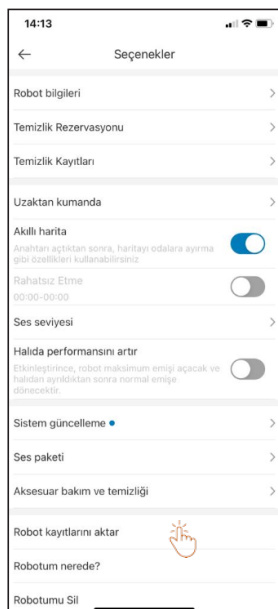 14:13
Seçenekler
Robot bilgileri
Temizlik Rezervasyonu
Temizlik Kayıtları
Uzaktan kumanda
Akıllı harita
Anahtarı açtıktan sonra, haritayı odalara ayırma
gibi özellikleri kullanabilirsiniz
Rahatsız Etme
00:00-00:00
Ses seviyesi
Halıda performansını artır
Etkinleştirince, robot maksimum emişi açacak ve
halıdan ayrıldıktan sonra normal emişe
dönecektir.
Sistem güncelleme
Ses paketi
Aksesuar bakım ve temizliği
Robot kayıtlarını aktar
Robotum nerede?
Robotumu Sil